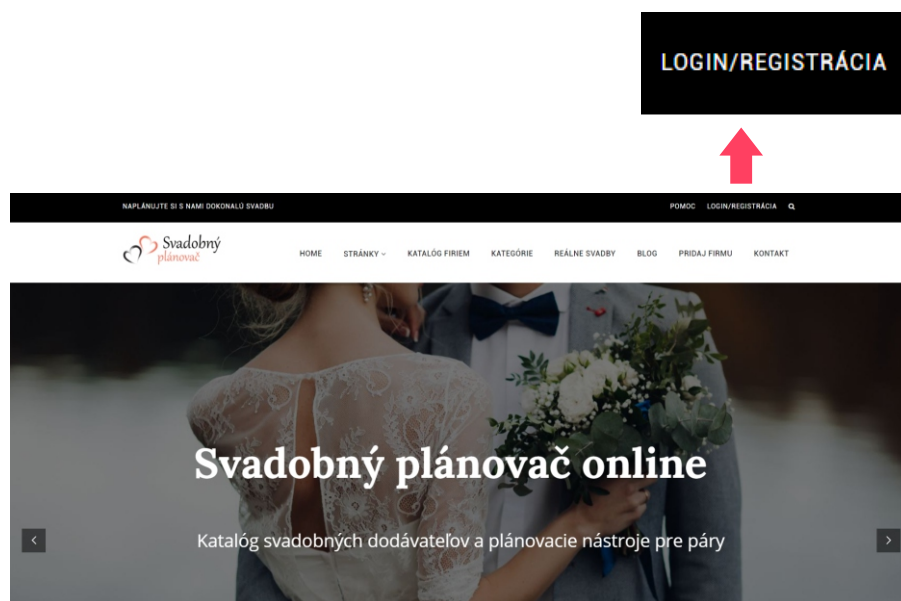 LOGIN/REGISTRÁCIA
NAPLÁNUJTE SI S NAMI DOKONALÚ SVADBU
POMOC LOGIN/REGISTRÁCIA
Svadobný
plánovač
HOME STRÁNKY KATALÓG FIRIEM KATEGÓRIE REÁLNE SVADBY BLOG PRIDAJ FIRMU KONTAKT
Svadobný plánovač online
Katalóg svadobných dodávateľov a plánovacie nástroje pre páry